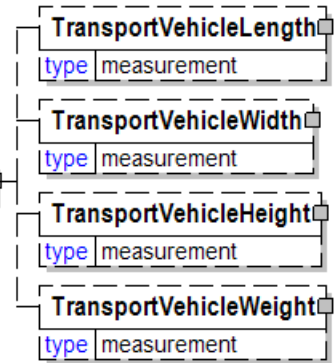 TransportVehicleLength
type measurement
TransportVehicleWidth
type measurement
TransportVehicleHeight
type measurement
TransportVehicleWeight
type measurement